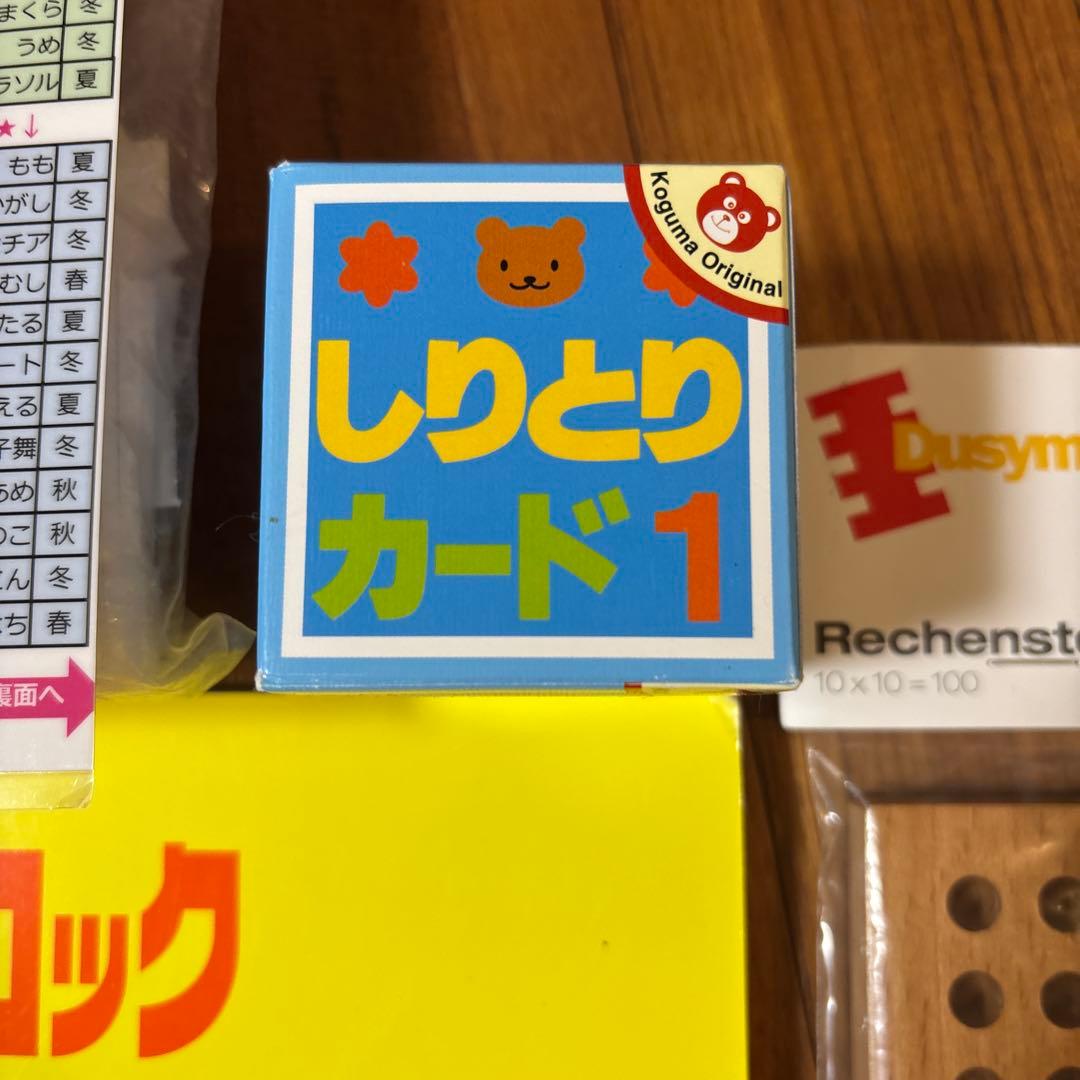 まくら 冬
うめ 冬
ラソル 夏
★↓
もも 夏
がし 冬
チア 冬
むし 春
たる 夏
ート 冬
える 夏
子舞 冬
あめ 秋
のこ 秋
ん 冬
ち 春
裏面へ
Koguma Original
しりとり
カード1
Dusym
Rechenst
10 x 10 = 100
ロック